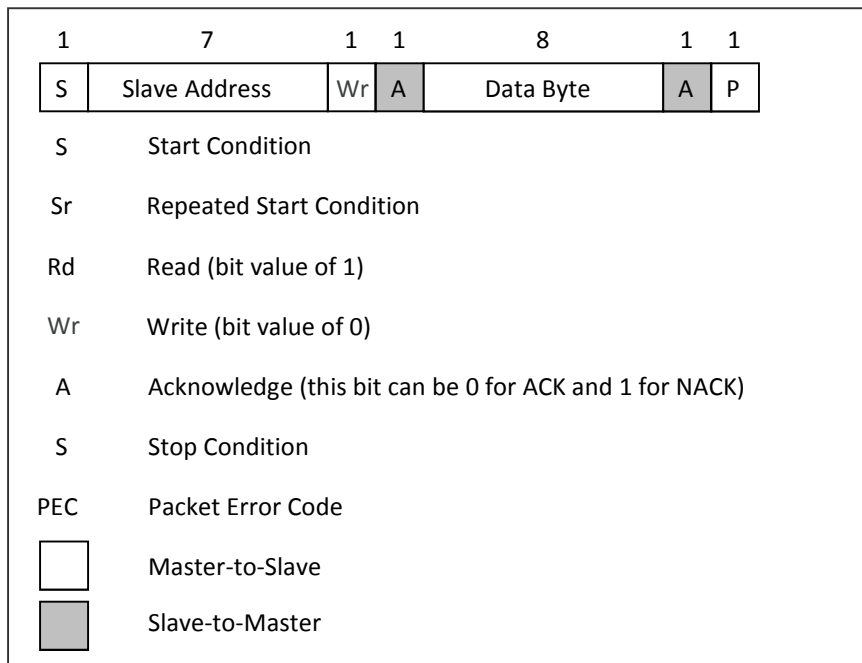 1 7 1 1 8 1 1
S Slave Address Wr A Data Byte A P
S Start Condition
Sr Repeated Start Condition
Rd Read (bit value of 1)
Wr Write (bit value of 0)
A Acknowledge (this bit can be 0 for ACK and 1 for NACK)
S Stop Condition
PEC Packet Error Code
Master-to-Slave
Slave-to-Master